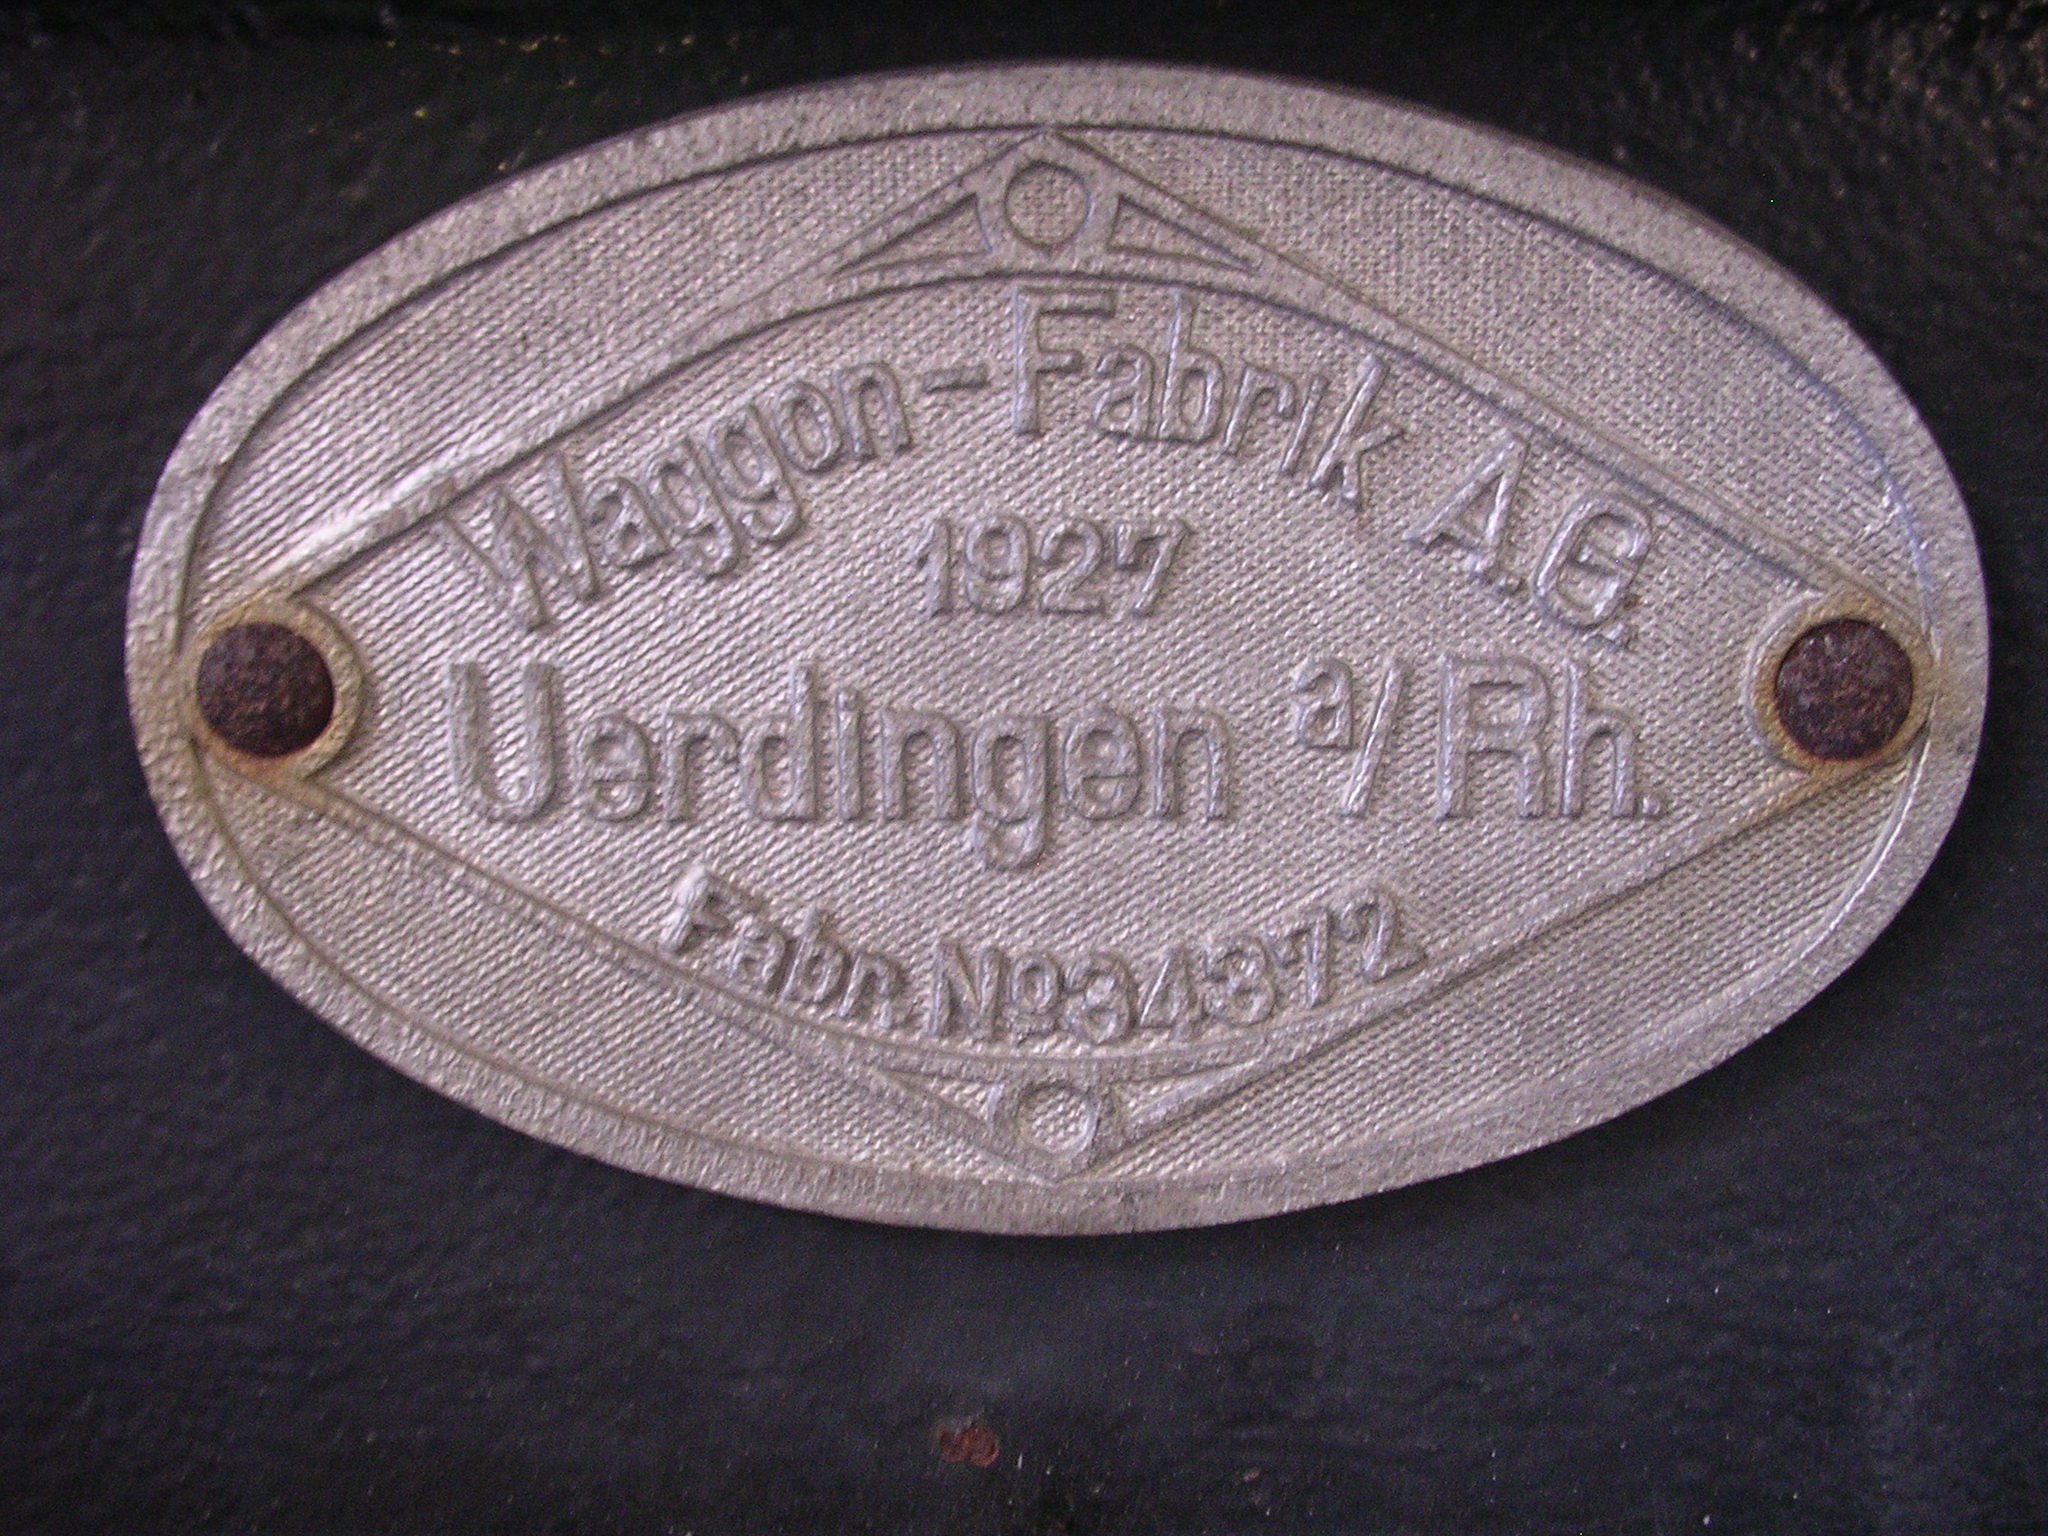 Waggon-Fabrik A.G.
1927
Uerdingen a/Rh.
Fabr. No 34372